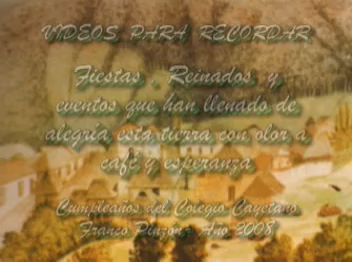 VIDEOS PARA RECORDAR
Fiestas, Reinados y
eventos que han llenado de
alegría esta tierra con olor a
café y esperanza
Cumpleaños del Colegio Cayetano
Franco Pinzón- Año 2008